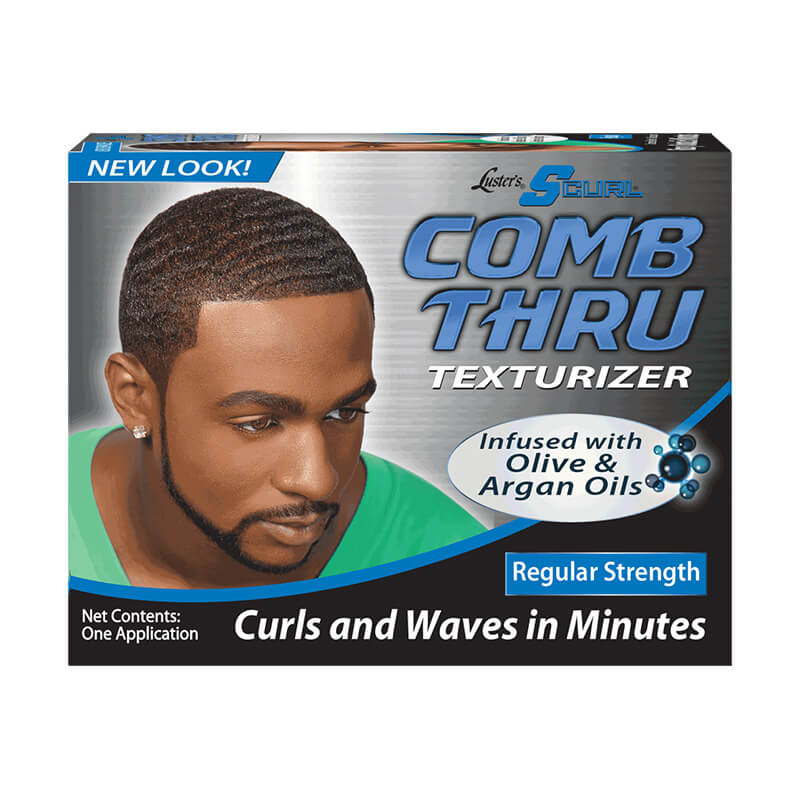 NEW LOOK!
Luster's® SCURL
COMB
THRU
TEXTURIZER
Infused with
Olive &
Argan Oils
Regular Strength
Net Contents:
One Application
Curls and Waves in Minutes